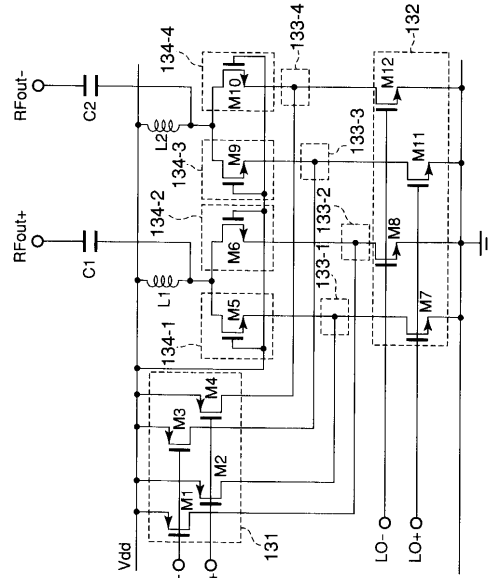 RFout+
RFout-
C1
C2
134-4
134-3
134-2
134-1
133-4
133-3
133-2
133-1
132
131
L1
L2
M10
M9
M6
M5
M12
M11
M8
M7
M4
M3
M2
M1
Vdd
-
+
LO-
LO+